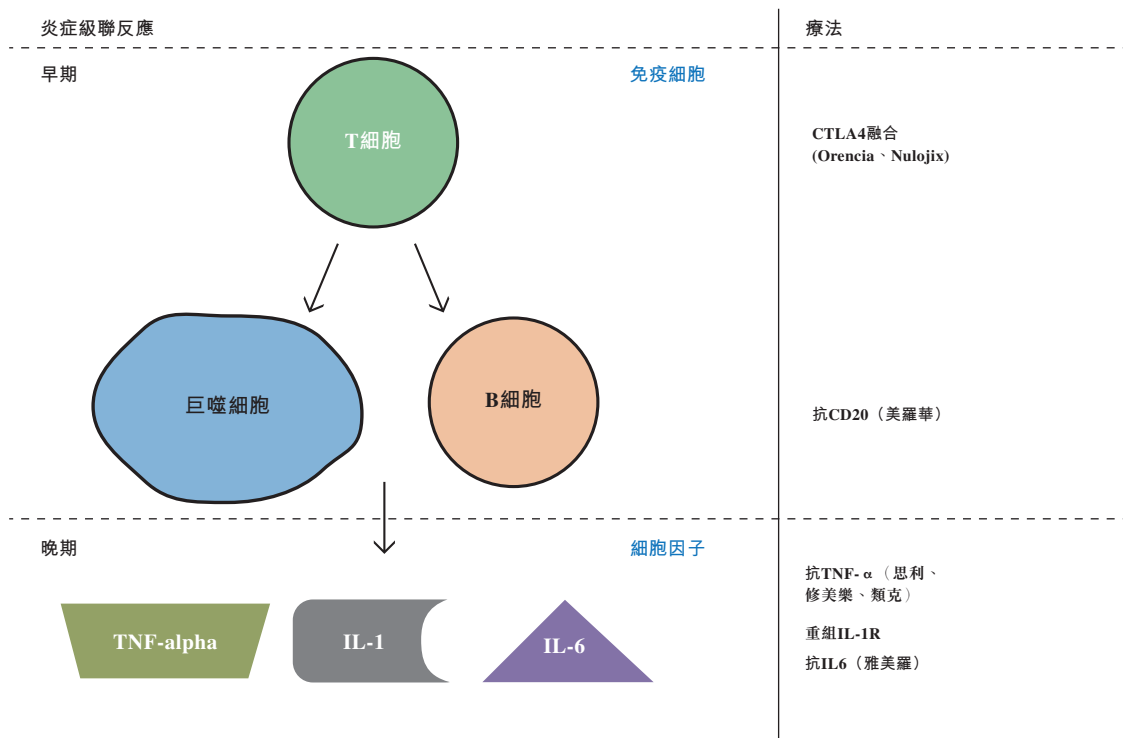 炎症級聯反應
療法
早期
免疫細胞
T細胞
CTLA4融合
(Orencia、Nulojix)
巨噬細胞
B細胞
抗CD20（美羅華）
晚期
細胞因子
抗TNF-α（思利、
修美樂、類克）
TNF-alpha
IL-1
IL-6
重組IL-1R
抗IL6（雅美羅）